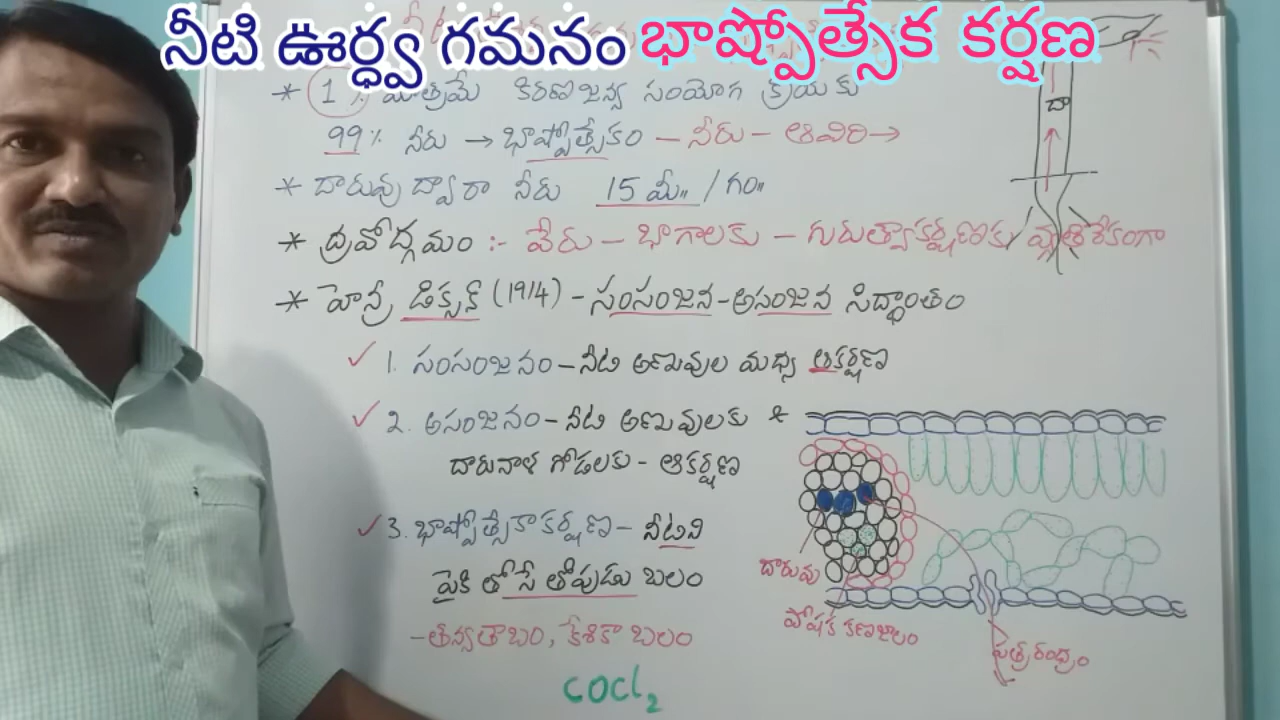 నీటి ఊర్ధ్వ గమనం భాష్పోత్సేక కర్షణ
* 1% మాత్రమే కిరణజన్య సంయోగ క్రియకు
99% నీరు → భాష్పోత్సేకం - నీరు - ఆవిరి →
* దారువు ద్వారా నీరు 15 మీ,, / గం,,
దా
* ద్రవోద్గమం :- వేరు - భాగాలకు - గురుత్వాకర్షణకు వ్యతిరేకంగా
* హెన్రీ డిక్సన్ (1914) - సంసంజన-అసంజన సిద్ధాంతం
✓ 1. సంసంజనం - నీటి అణువుల మధ్య ఆకర్షణ
✓ 2. అసంజనం - నీటి అణువులకు *
దారునాళ గోడలకు - ఆకర్షణ
✓ 3. భాష్పోత్సేకాకర్షణ - నీటిని
పైకి తోసే తోపుడు బలం
- తన్యతాబం, కేశికా బలం
దారువు
పోషక కణజాలం
పత్రరంధ్రం
COCl₂